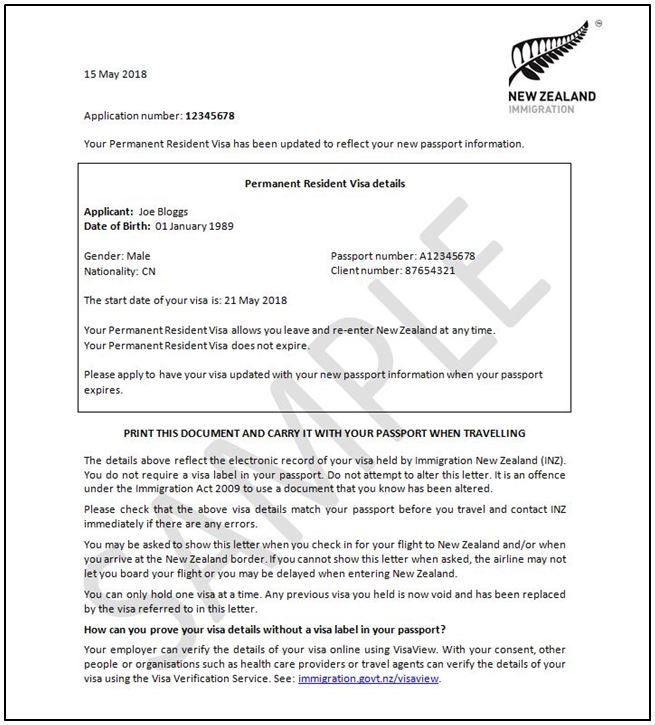 NEW ZEALAND
IMMIGRATION
15 May 2018
Application number: 12345678
Your Permanent Resident Visa has been updated to reflect your new passport information.
Permanent Resident Visa details
Applicant: Joe Bloggs
Date of Birth: 01 January 1989
Gender: Male
Passport number: A12345678
Nationality: CN
Client number: 87654321
The start date of your visa is: 21 May 2018
Your Permanent Resident Visa allows you leave and re-enter New Zealand at any time.
Your Permanent Resident Visa does not expire.
Please apply to have your visa updated with your new passport information when your passport
expires.
SAMPLE
PRINT THIS DOCUMENT AND CARRY IT WITH YOUR PASSPORT WHEN TRAVELLING
The details above reflect the electronic record of your visa held by Immigration New Zealand (INZ).
You do not require a visa label in your passport. Do not attempt to alter this letter. It is an offence
under the Immigration Act 2009 to use a document that you know has been altered.
Please check that the above visa details match your passport before you travel and contact INZ
immediately if there are any errors.
You may be asked to show this letter when you check in for your flight to New Zealand and/or when
you arrive at the New Zealand border. If you cannot show this letter when asked, the airline may not
let you board your flight or you may be delayed when entering New Zealand.
You can only hold one visa at a time. Any previous visa you held is now void and has been replaced
by the visa referred to in this letter.
How can you prove your visa details without a visa label in your passport?
Your employer can verify the details of your visa online using VisaView. With your consent, other
people or organisations such as health care providers or travel agents can verify the details of your
visa using the Visa Verification Service. See: immigration.govt.nz/visaview.